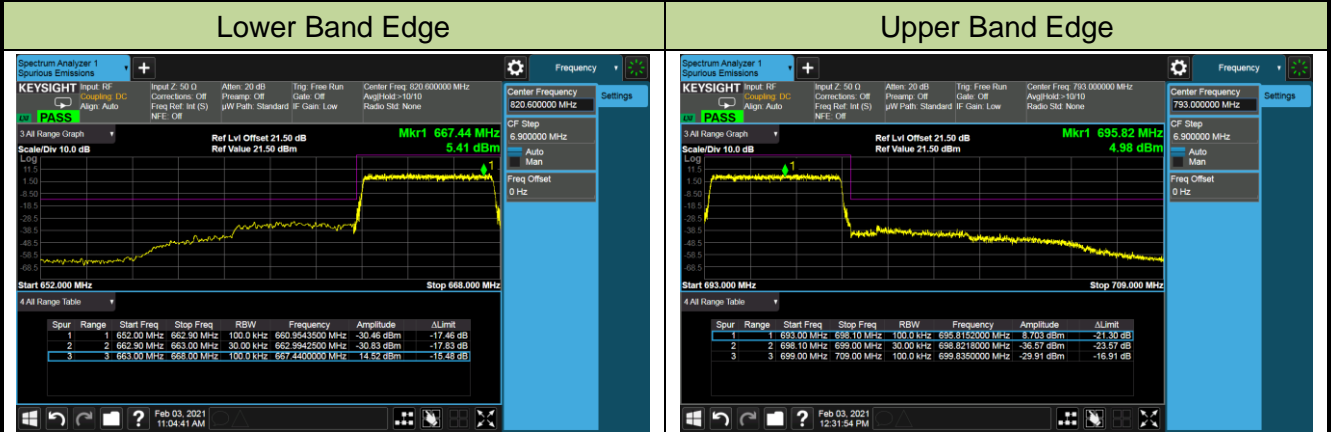 Lower Band Edge
Upper Band Edge
Spectrum Analyzer 1
Spurious Emissions
+
Frequency
KEYSIGHT Input: RF
Coupling: DC
Align: Auto
Input Z: 50 Ω
Corrections: Off
Freq Ref: Int (S)
NFE: Off
Atten: 20 dB
Preamp: Off
µW Path: Standard
Trig: Free Run
Gate: Off
IF Gain: Low
Center Freq: 820.600000 MHz
Avg|Hold:>10/10
Radio Std: None
PASS
Center Frequency
820.600000 MHz
Settings
CF Step
6.900000 MHz
Auto
Man
Freq Offset
0 Hz
3 All Range Graph
Scale/Div 10.0 dB
Ref Lvl Offset 21.50 dB
Ref Value 21.50 dBm
Mkr1 667.44 MHz
5.41 dBm
Log
11.5
1.50
-8.50
-18.5
-28.5
-38.5
-48.5
-58.5
-68.5
1
Start 652.000 MHz
Stop 668.000 MHz
4 All Range Table
Spur Range Start Freq Stop Freq RBW Frequency Amplitude ΔLimit
1 1 652.00 MHz 662.90 MHz 100.0 kHz 660.9543500 MHz -30.46 dBm -17.46 dB
2 2 662.90 MHz 663.00 MHz 30.00 kHz 662.9942500 MHz -30.83 dBm -17.83 dB
3 3 663.00 MHz 668.00 MHz 100.0 kHz 667.4400000 MHz 14.52 dBm -15.48 dB
?
Feb 03, 2021
11:04:41 AM
Spectrum Analyzer 1
Spurious Emissions
+
Frequency
KEYSIGHT Input: RF
Coupling: DC
Align: Auto
Input Z: 50 Ω
Corrections: Off
Freq Ref: Int (S)
NFE: Off
Atten: 20 dB
Preamp: Off
µW Path: Standard
Trig: Free Run
Gate: Off
IF Gain: Low
Center Freq: 793.000000 MHz
Avg|Hold:>10/10
Radio Std: None
PASS
Center Frequency
793.000000 MHz
Settings
CF Step
6.900000 MHz
Auto
Man
Freq Offset
0 Hz
3 All Range Graph
Scale/Div 10.0 dB
Ref Lvl Offset 21.50 dB
Ref Value 21.50 dBm
Mkr1 695.82 MHz
4.98 dBm
Log
11.5
1.50
-8.50
-18.5
-28.5
-38.5
-48.5
-58.5
-68.5
1
Start 693.000 MHz
Stop 709.000 MHz
4 All Range Table
Spur Range Start Freq Stop Freq RBW Frequency Amplitude ΔLimit
1 1 693.00 MHz 698.10 MHz 100.0 kHz 695.8152000 MHz 8.703 dBm -21.30 dB
2 2 698.10 MHz 699.00 MHz 30.00 kHz 698.8218000 MHz -36.57 dBm -23.57 dB
3 3 699.00 MHz 709.00 MHz 100.0 kHz 699.8350000 MHz -29.91 dBm -16.91 dB
?
Feb 03, 2021
12:31:54 PM